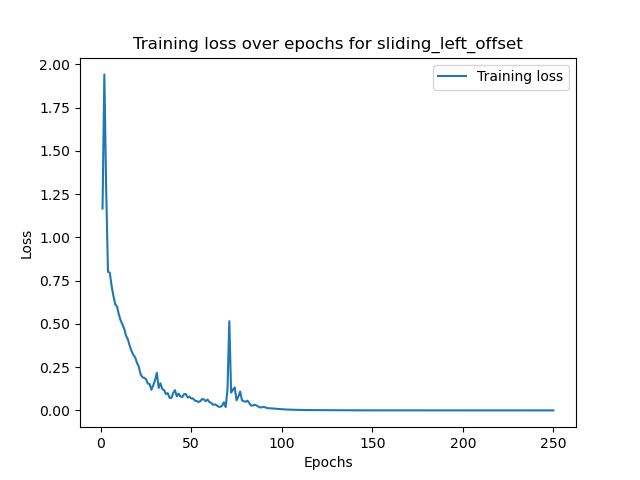 Training loss over epochs for sliding_left_offset
Training loss
2.00
1.75
1.50
1.25
1.00
0.75
0.50
0.25
0.00
Loss
0 50 100 150 200 250
Epochs